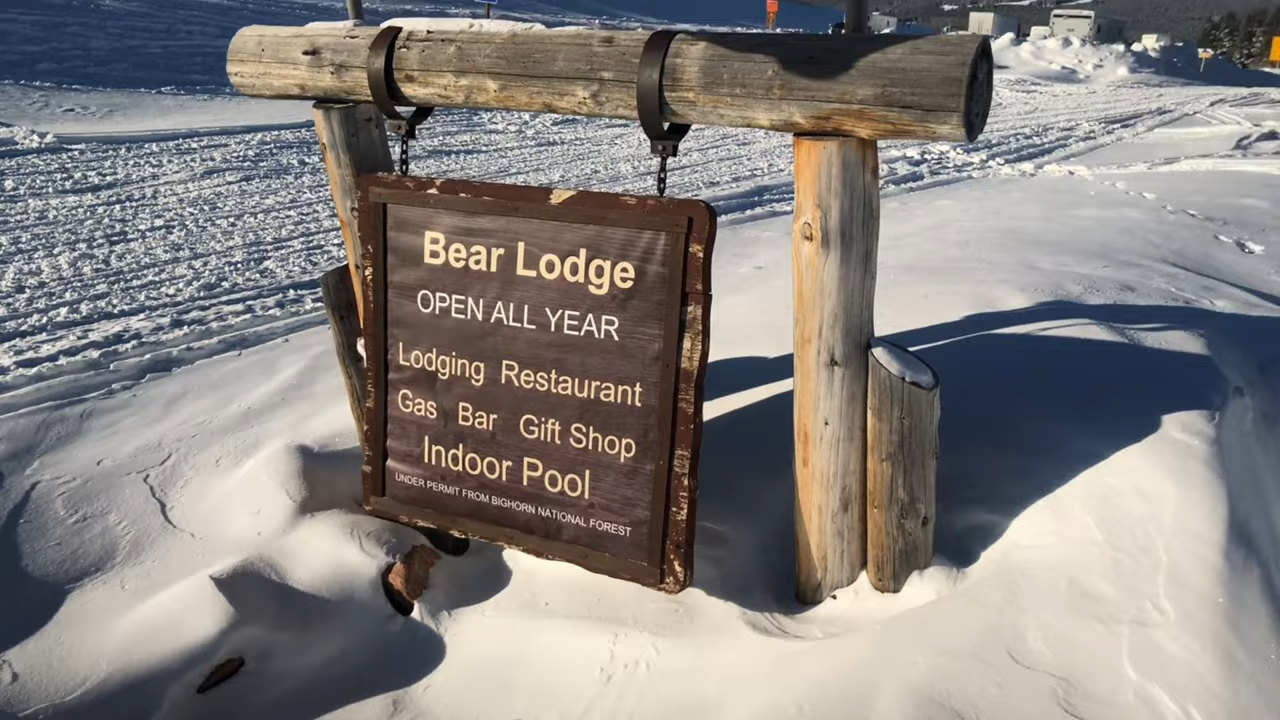 Bear Lodge
OPEN ALL YEAR
Lodging Restaurant
Gas Bar Gift Shop
Indoor Pool
UNDER PERMIT FROM BIGHORN NATIONAL FOREST